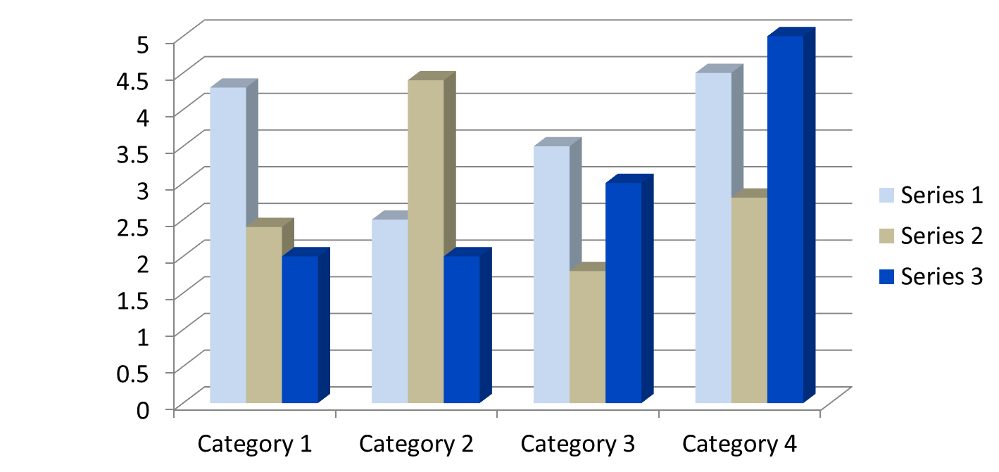 5
4.5
4
3.5
3
2.5
2
1.5
1
0.5
0
Category 1
Category 2
Category 3
Category 4
Series 1
Series 2
Series 3